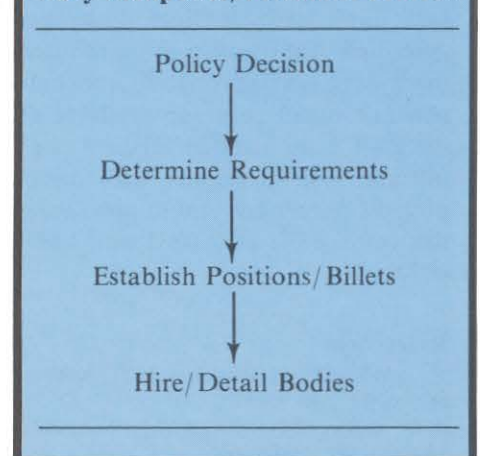 Policy Decision
Determine Requirements
Establish Positions/Billets
Hire/Detail Bodies